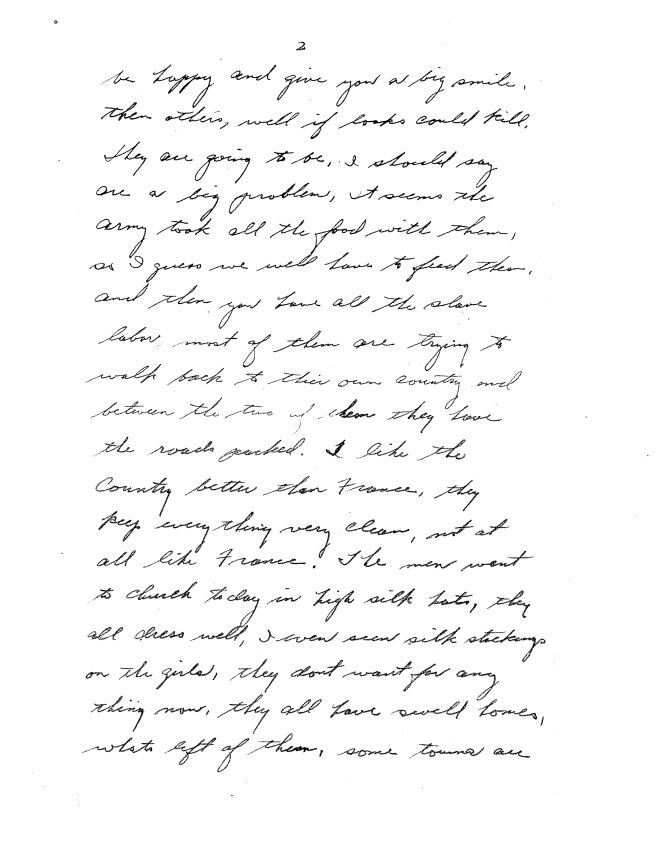 2
be happy and give you a big smile,
then others, well if looks could kill.
They are going to be, I should say
are a big problem, it seems the
army took all the food with them,
so I guess we well have to feed them.
and then you have all the slave
labor, most of them are trying to
walk back to thier own country and
between the two of them they have
the roads packed. I like the
Country better than France, they
keep every thing very clean, not at
all like France. The men went
to church today in high silk hats, they
all dress well, I even seen silk stockings
on the girls, they dont want for any
thing now, they all have swell homes,
whats left of them, some towns are